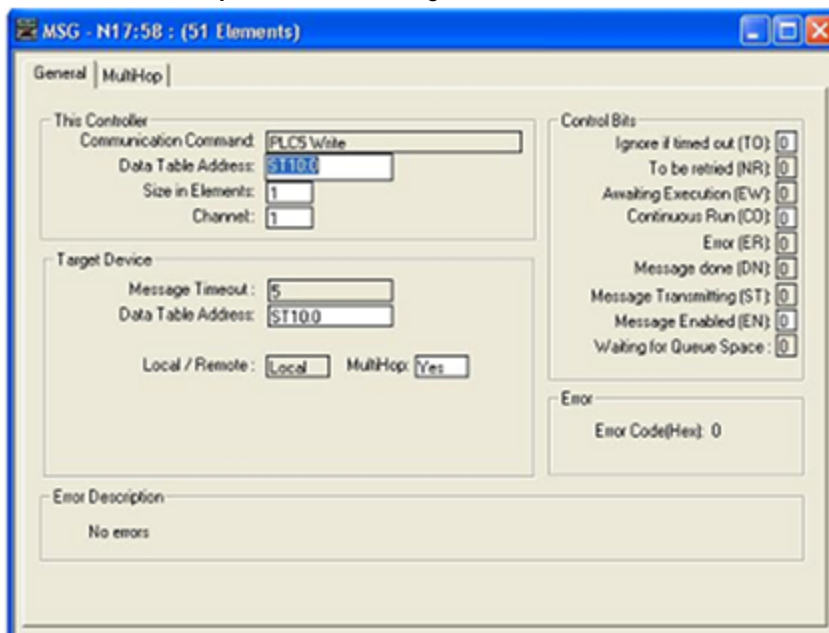 MSG - N17:58 : (51 Elements)
General MultiHop
This Controller
Communication Command: PLC5 Write
Data Table Address: ST10:0
Size in Elements: 1
Channel: 1
Target Device
Message Timeout : 5
Data Table Address: ST10:0
Local / Remote : Local MultiHop: Yes
Control Bits
Ignore if timed out (TO): 0
To be retried (NR): 0
Awaiting Execution (EW): 0
Continuous Run (CO): 0
Error (ER): 0
Message done (DN): 0
Message Transmitting (ST): 0
Message Enabled (EN): 0
Waiting for Queue Space : 0
Error
Error Code(Hex): 0
Error Description
No errors